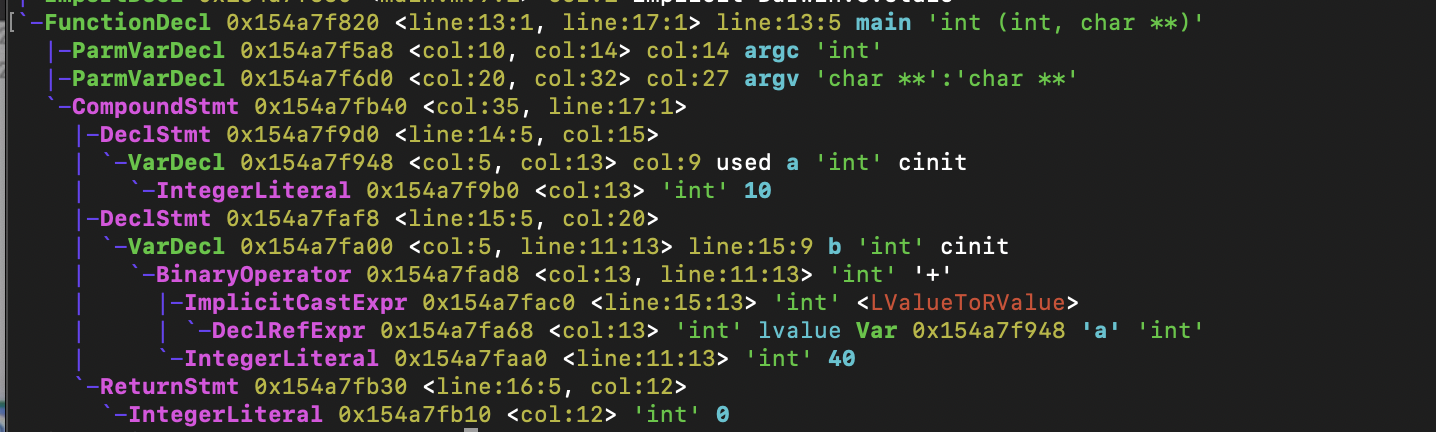 [`-FunctionDecl 0x154a7f820 <line:13:1, line:17:1> line:13:5 main 'int (int, char **)'
|-ParmVarDecl 0x154a7f5a8 <col:10, col:14> col:14 argc 'int'
|-ParmVarDecl 0x154a7f6d0 <col:20, col:32> col:27 argv 'char **':'char **'
`-CompoundStmt 0x154a7fb40 <col:35, line:17:1>
|-DeclStmt 0x154a7f9d0 <line:14:5, col:15>
| `-VarDecl 0x154a7f948 <col:5, col:13> col:9 used a 'int' cinit
|   `-IntegerLiteral 0x154a7f9b0 <col:13> 'int' 10
|-DeclStmt 0x154a7faf8 <line:15:5, col:20>
| `-VarDecl 0x154a7fa00 <col:5, line:11:13> line:15:9 b 'int' cinit
|   `-BinaryOperator 0x154a7fad8 <col:13, line:11:13> 'int' '+'
|     |-ImplicitCastExpr 0x154a7fac0 <line:15:13> 'int' <LValueToRValue>
|     | `-DeclRefExpr 0x154a7fa68 <col:13> 'int' lvalue Var 0x154a7f948 'a' 'int'
|     `-IntegerLiteral 0x154a7faa0 <line:11:13> 'int' 40
`-ReturnStmt 0x154a7fb30 <line:16:5, col:12>
`-IntegerLiteral 0x154a7fb10 <col:12> 'int' 0